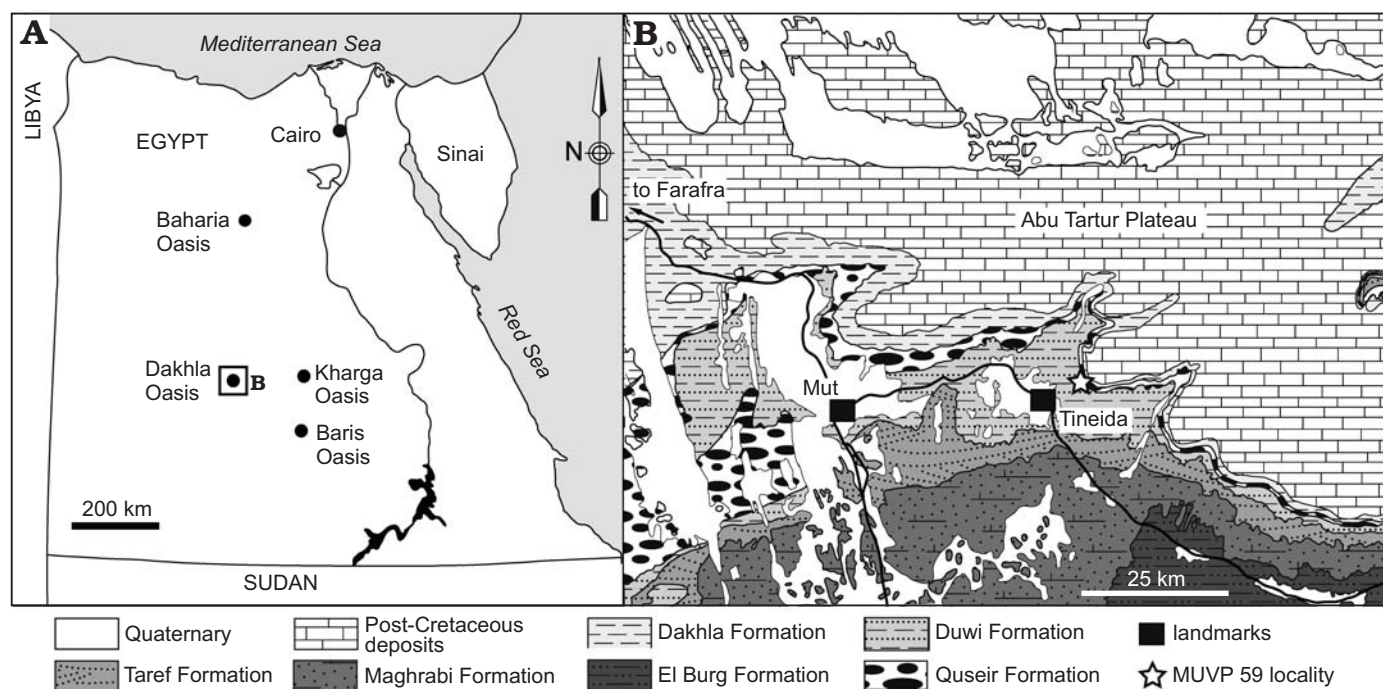 A
Mediterranean Sea
LIBYA
EGYPT
Cairo
Sinai
N
Baharia
Oasis
Red Sea
Dakhla
Oasis
B
Kharga
Oasis
Baris
Oasis
200 km
SUDAN
B
to Farafra
Abu Tartur Plateau
Mut
Tineida
25 km
Quaternary
Post-Cretaceous
deposits
Dakhla Formation
Duwi Formation
landmarks
Taref Formation
Maghrabi Formation
El Burg Formation
Quseir Formation
MUVP 59 locality